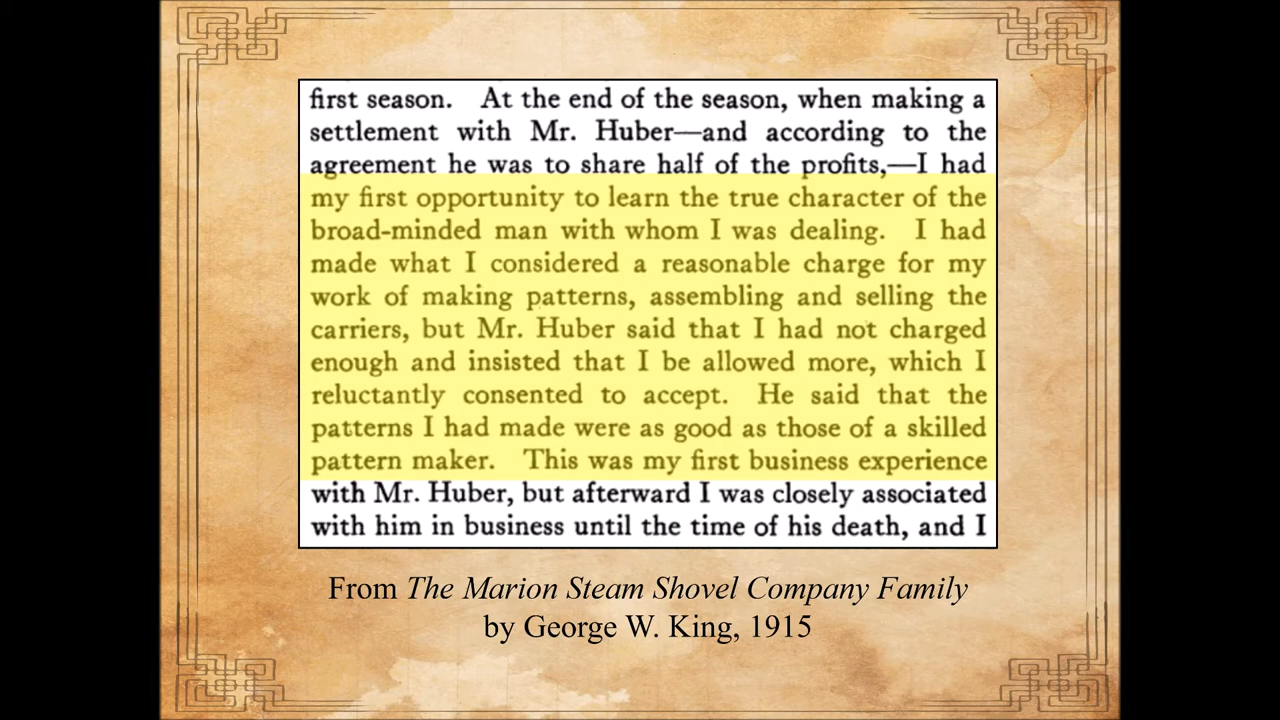 first season. At the end of the season, when making a
settlement with Mr. Huber—and according to the
agreement he was to share half of the profits,—I had
my first opportunity to learn the true character of the
broad-minded man with whom I was dealing. I had
made what I considered a reasonable charge for my
work of making patterns, assembling and selling the
carriers, but Mr. Huber said that I had not charged
enough and insisted that I be allowed more, which I
reluctantly consented to accept. He said that the
patterns I had made were as good as those of a skilled
pattern maker. This was my first business experience
with Mr. Huber, but afterward I was closely associated
with him in business until the time of his death, and I
From The Marion Steam Shovel Company Family
by George W. King, 1915